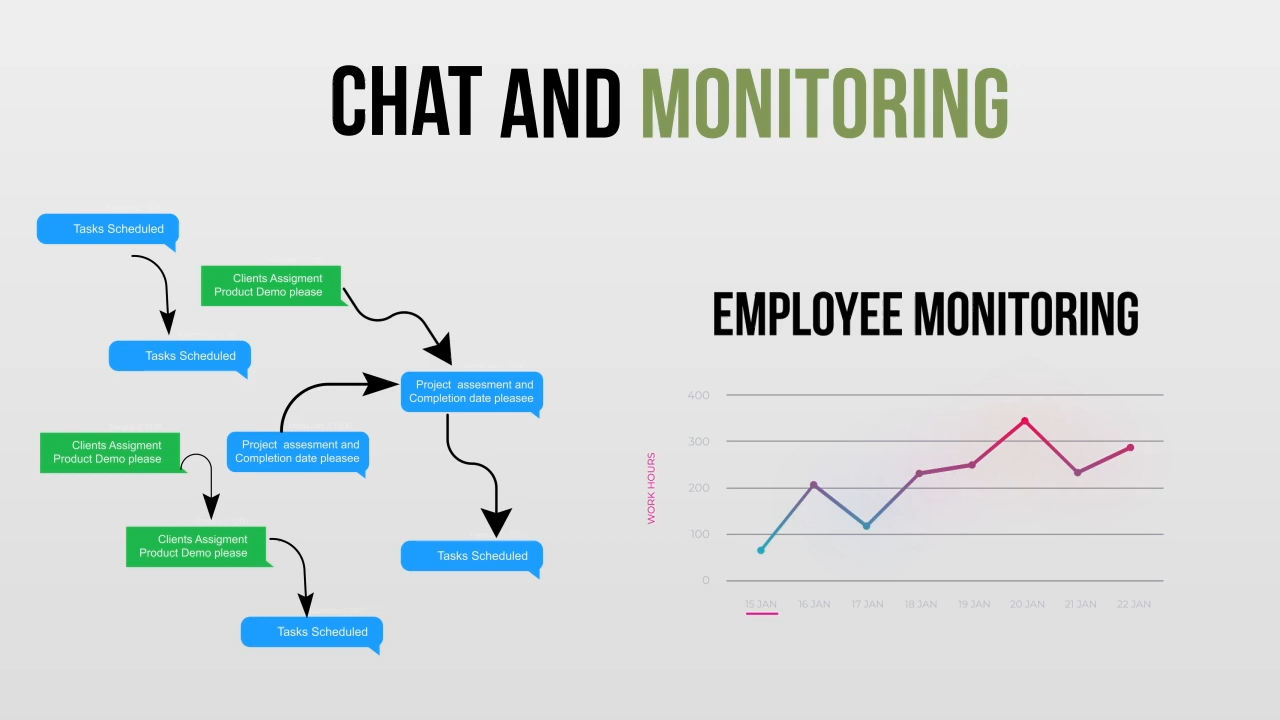 CHAT AND MONITORING
Tasks Scheduled
Clients Assigment
Product Demo please
Tasks Scheduled
Project assesment and
Completion date pleasee
Clients Assigment
Product Demo please
Project assesment and
Completion date pleasee
Clients Assigment
Product Demo please
Tasks Scheduled
Tasks Scheduled
EMPLOYEE MONITORING
WORK HOURS
400
300
200
100
0
15 JAN 16 JAN 17 JAN 18 JAN 19 JAN 20 JAN 21 JAN 22 JAN